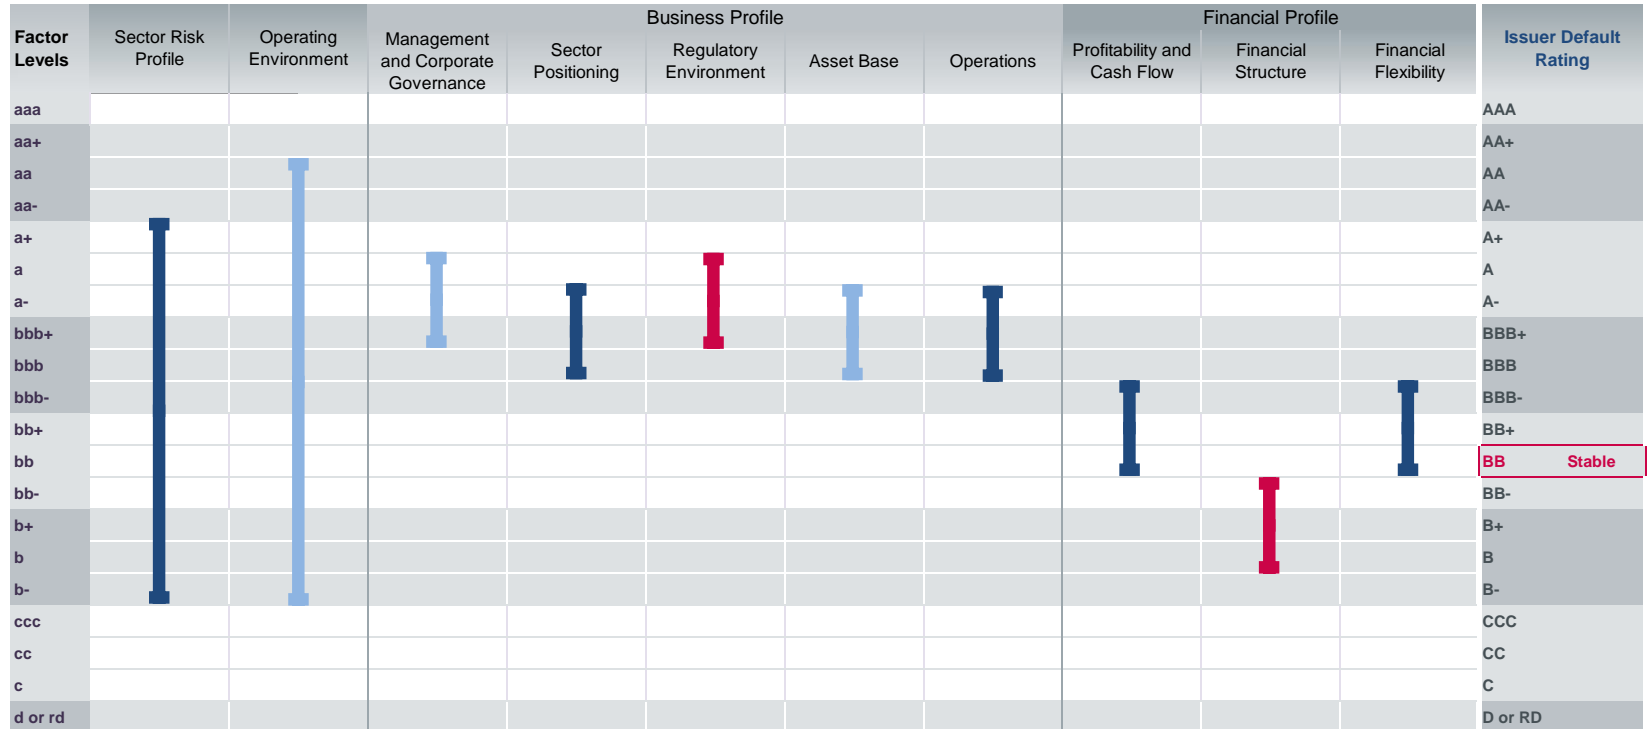 Business Profile
Financial Profile
Factor
Levels
Sector Risk
Profile
Operating
Environment
Management
and Corporate
Governance
Sector
Positioning
Regulatory
Environment
Asset Base
Operations
Profitability and
Cash Flow
Financial
Structure
Financial
Flexibility
Issuer Default
Rating
aaa AAA
aa+ AA+
aa AA
aa- AA-
a+ A+
a A
a- A-
bbb+ BBB+
bbb BBB
bbb- BBB-
bb+ BB+
bb BB Stable
bb- BB-
b+ B+
b B
b- B-
ccc CCC
cc CC
c C
d or rd D or RD